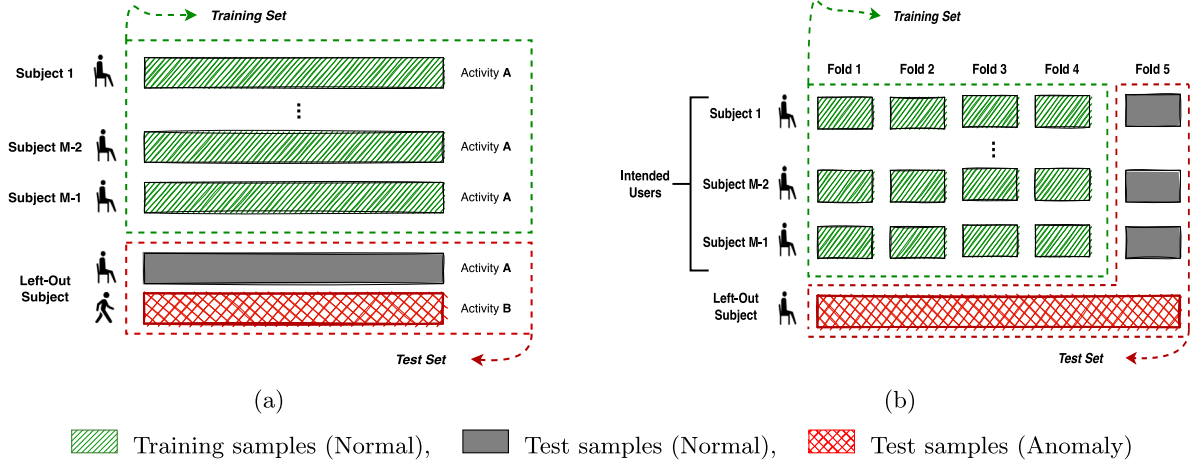 Training Set
Subject 1
Activity A
Subject M-2
Activity A
Subject M-1
Activity A
Left-Out
Subject
Activity A
Activity B
Test Set
(a)
Training Set
Fold 1 Fold 2 Fold 3 Fold 4 Fold 5
Intended
Users
Subject 1
Subject M-2
Subject M-1
Left-Out
Subject
Test Set
(b)
Training samples (Normal), Test samples (Normal), Test samples (Anomaly)